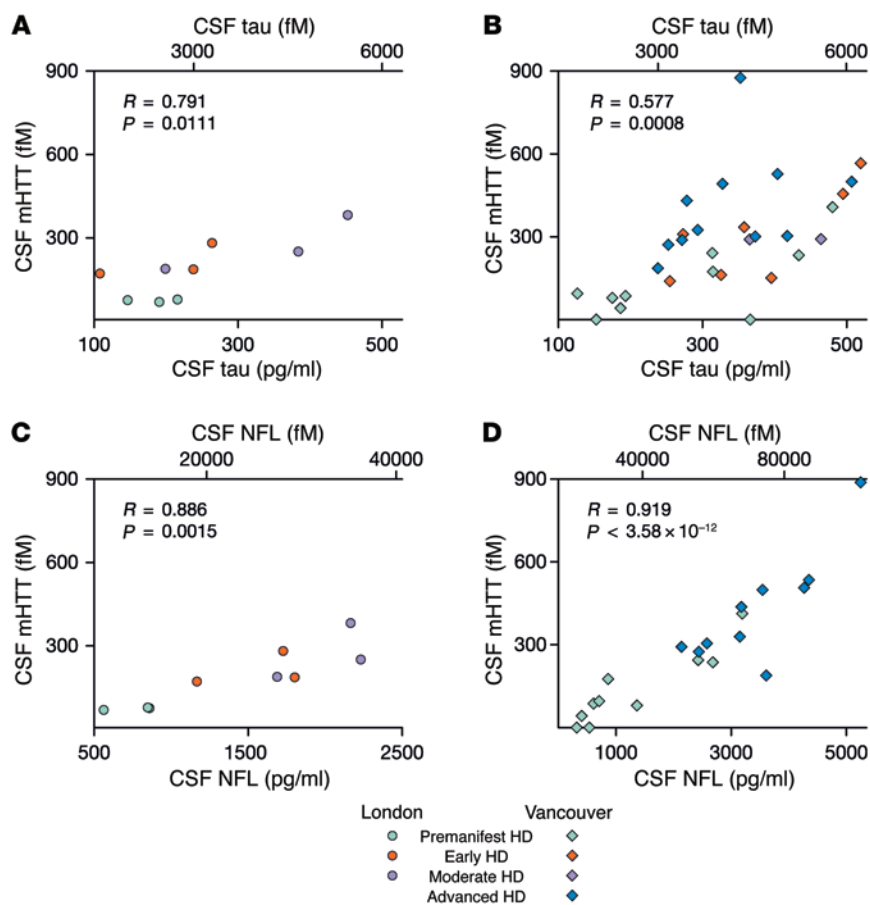 A
CSF tau (fM)
3000
6000
900
600
300
CSF mHTT (fM)
R = 0.791
P = 0.0111
100
300
500
CSF tau (pg/ml)
B
CSF tau (fM)
3000
6000
900
600
300
CSF mHTT (fM)
R = 0.577
P = 0.0008
100
300
500
CSF tau (pg/ml)
C
CSF NFL (fM)
20000
40000
900
600
300
CSF mHTT (fM)
R = 0.886
P = 0.0015
500
1500
2500
CSF NFL (pg/ml)
D
CSF NFL (fM)
40000
80000
900
600
300
CSF mHTT (fM)
R = 0.919
P < 3.58 × 10⁻¹²
1000
3000
5000
CSF NFL (pg/ml)
London
Vancouver
Premanifest HD
Early HD
Moderate HD
Advanced HD